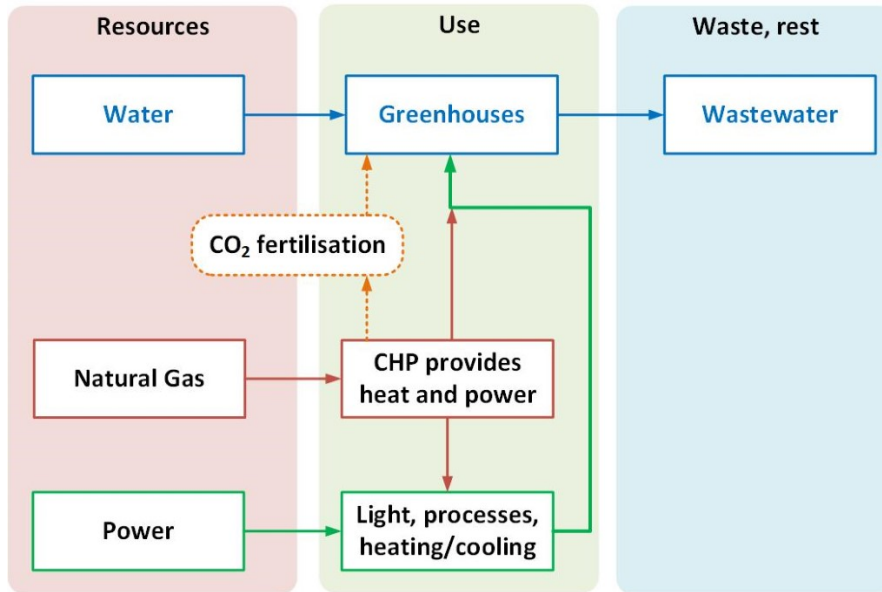 Resources
Use
Waste, rest
Water
Greenhouses
Wastewater
CO₂ fertilisation
Natural Gas
CHP provides
heat and power
Power
Light, processes,
heating/cooling